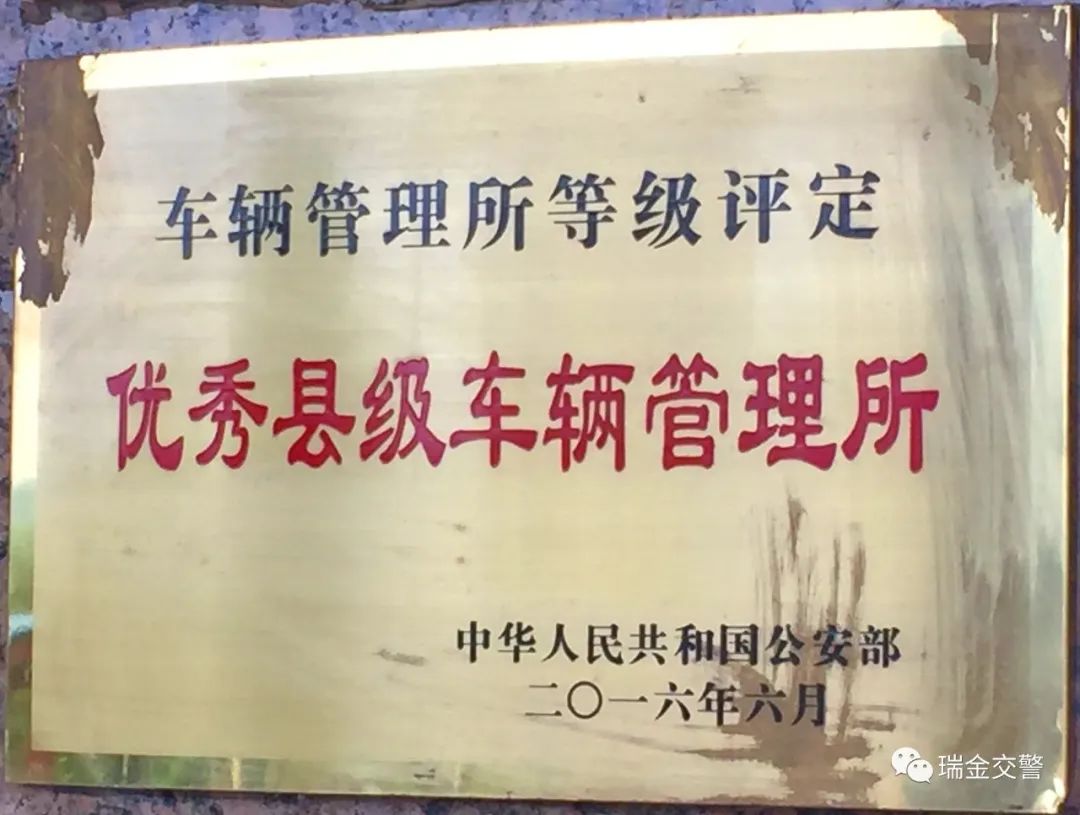 车辆管理所等级评定
优秀县级车辆管理所
中华人民共和国公安部
二〇一六年六月
瑞金交警